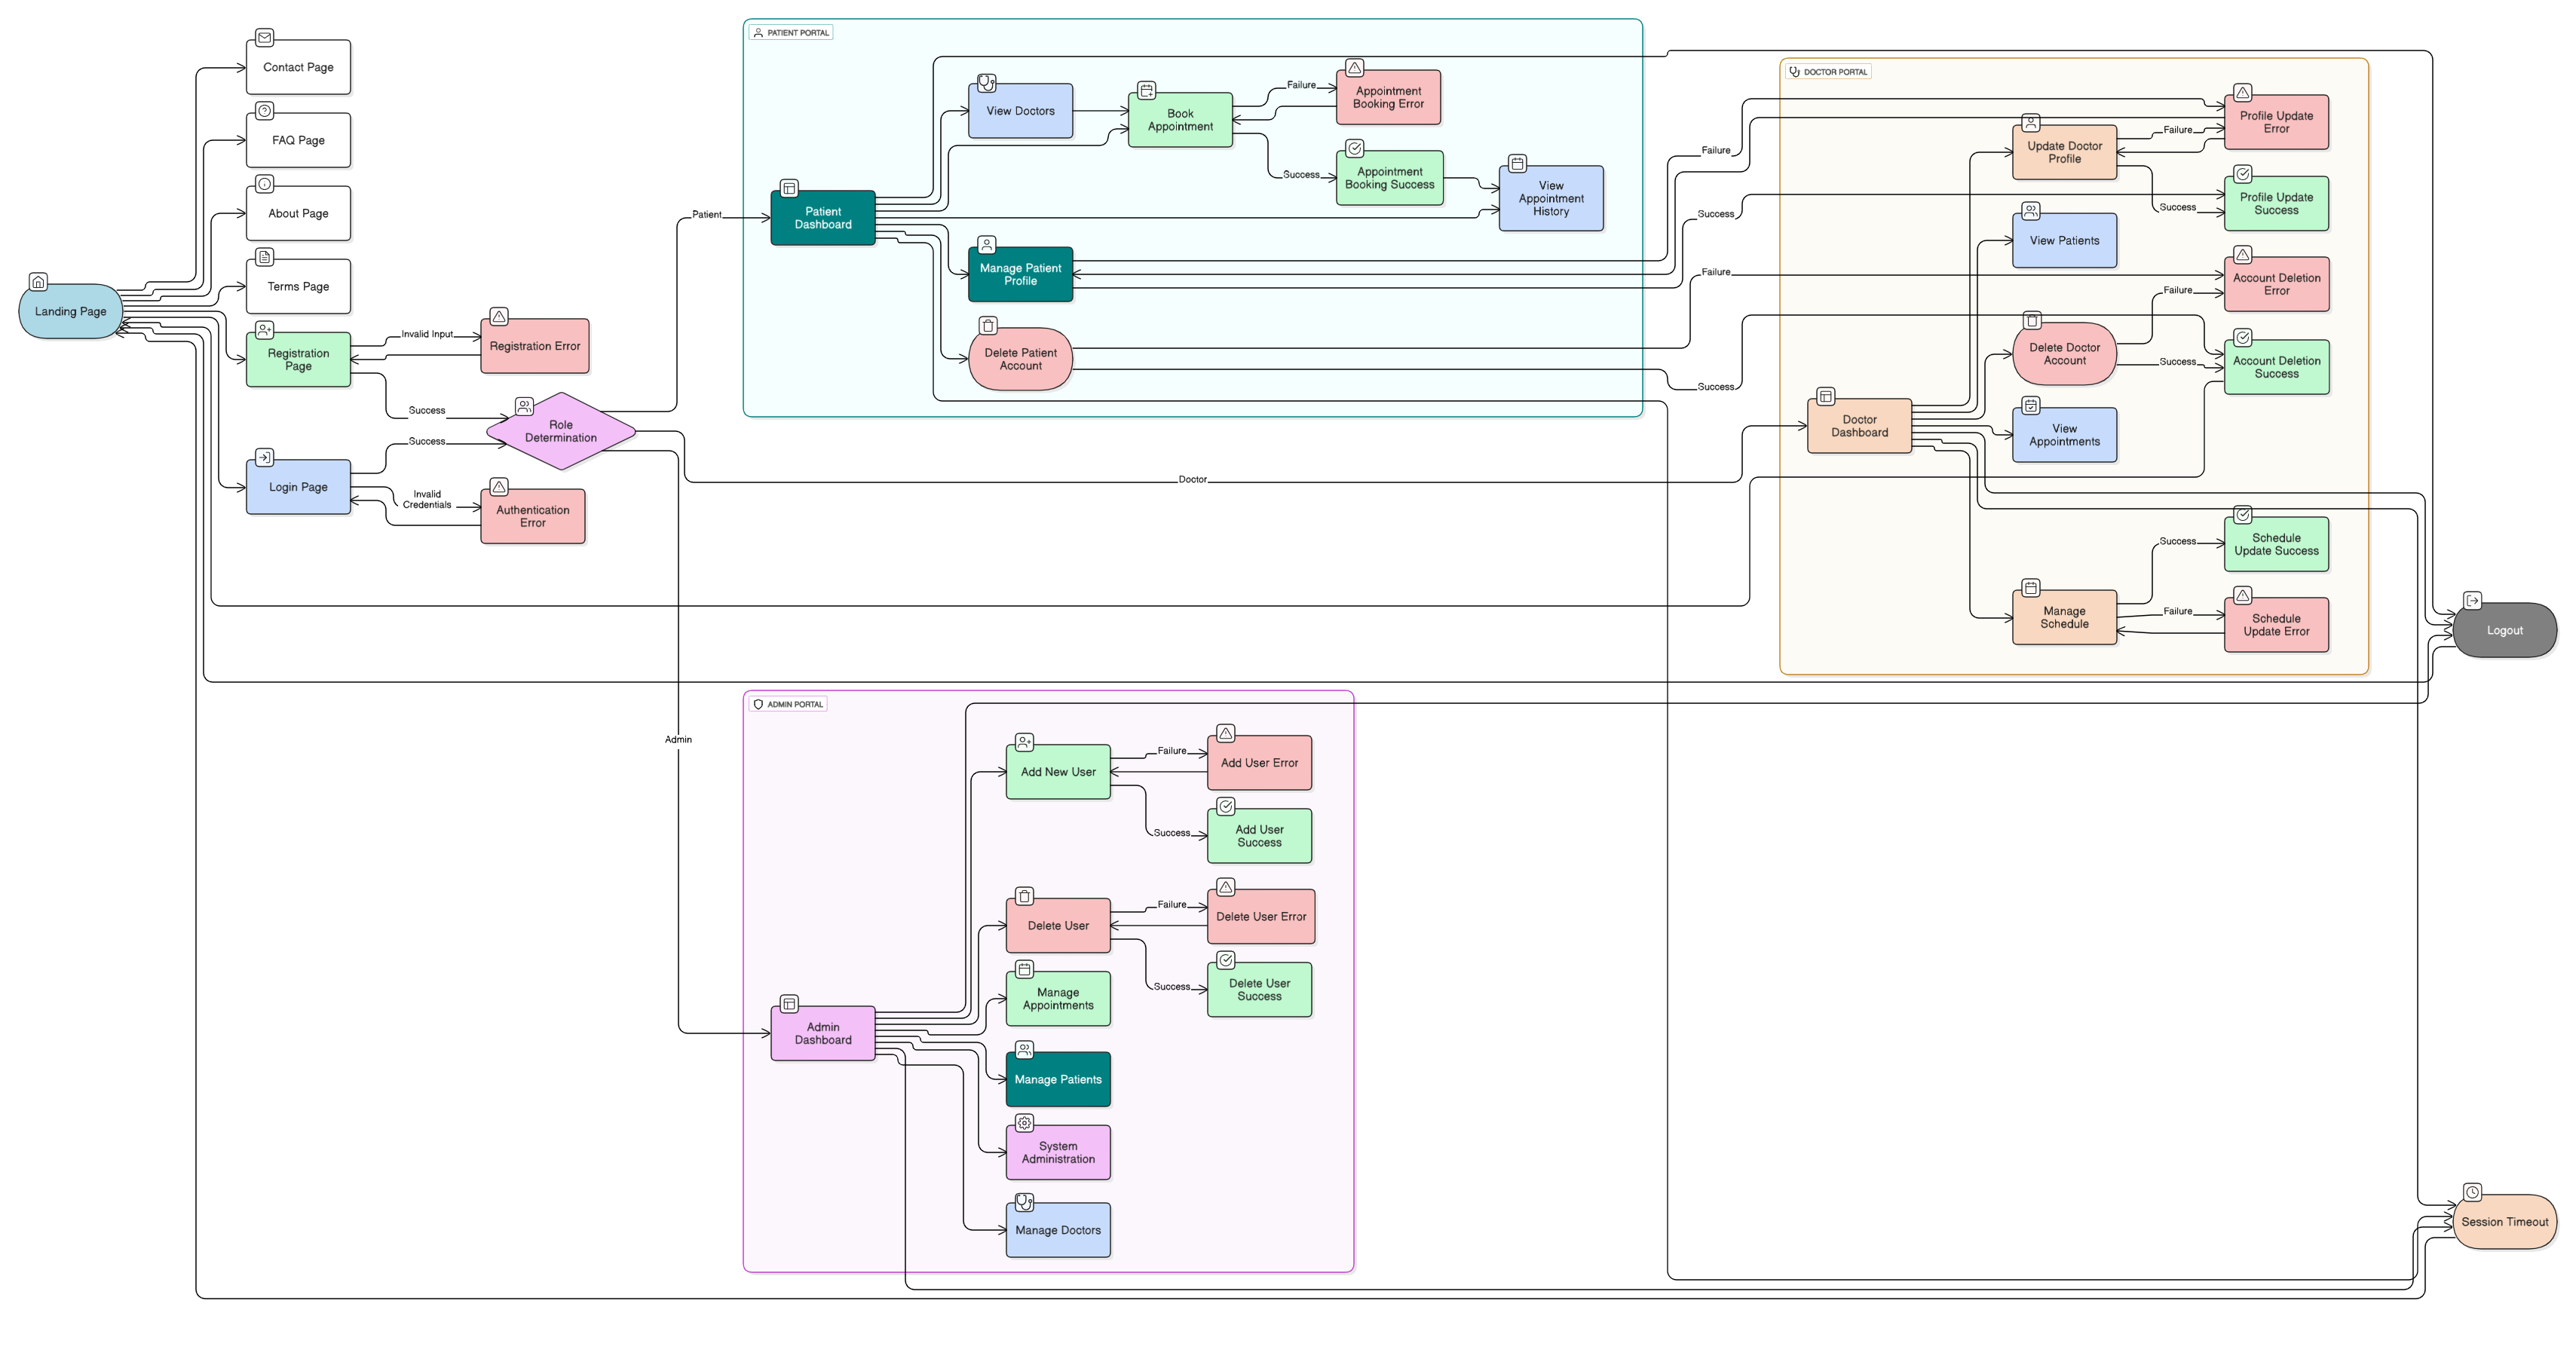 Contact Page
FAQ Page
About Page
Terms Page
Landing Page
Registration
Page
Invalid Input
Registration Error
Success
Role
Determination
Success
Login Page
Invalid
Credentials
Authentication
Error
Patient
Doctor
Admin
PATIENT PORTAL
View Doctors
Book
Appointment
Failure
Appointment
Booking Error
Success
Appointment
Booking Success
View
Appointment
History
Patient
Dashboard
Manage Patient
Profile
Delete Patient
Account
Failure
Success
Failure
Success
DOCTOR PORTAL
Profile Update
Error
Failure
Update Doctor
Profile
Success
Profile Update
Success
View Patients
Account Deletion
Error
Failure
Delete Doctor
Account
Success
Account Deletion
Success
Doctor
Dashboard
View
Appointments
Success
Schedule
Update Success
Manage
Schedule
Failure
Schedule
Update Error
Logout
ADMIN PORTAL
Add New User
Failure
Add User Error
Success
Add User
Success
Delete User
Failure
Delete User Error
Success
Delete User
Success
Manage
Appointments
Admin
Dashboard
Manage Patients
System
Administration
Manage Doctors
Session Timeout